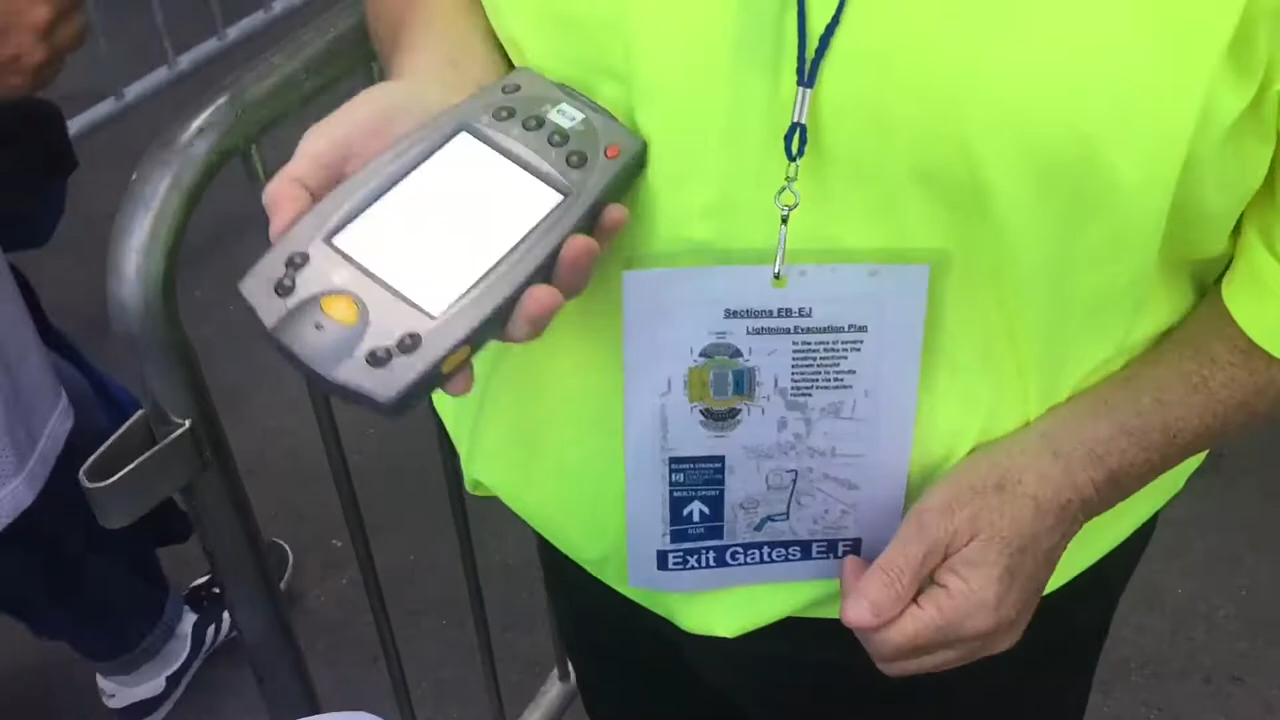 Sections EB-EJ
Lightning Evacuation Plan
In the case of severe
weather, folks in the
seating sections
shown should
evacuate to remote
facilities via the
signed evacuation
routes.
BEAVER STADIUM
MULTI-SPORT
BLUE
Exit Gates E,F